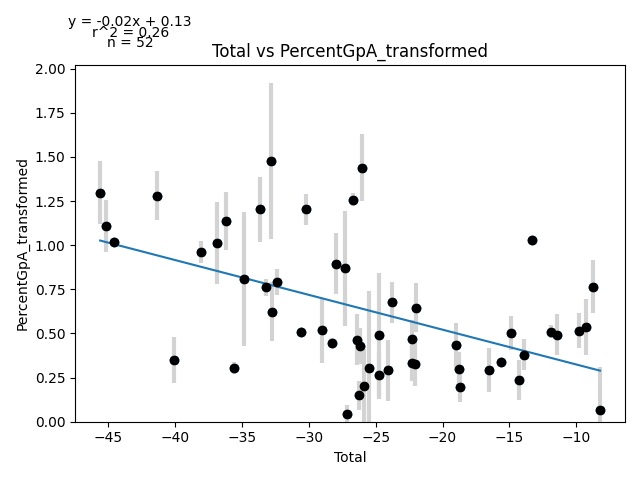 y = -0.02x + 0.13
r^2 = 0.26
n = 52
Total vs PercentGpA_transformed
2.00
1.75
1.50
1.25
1.00
0.75
0.50
0.25
0.00
PercentGpA_transformed
−45 −40 −35 −30 −25 −20 −15 −10
Total